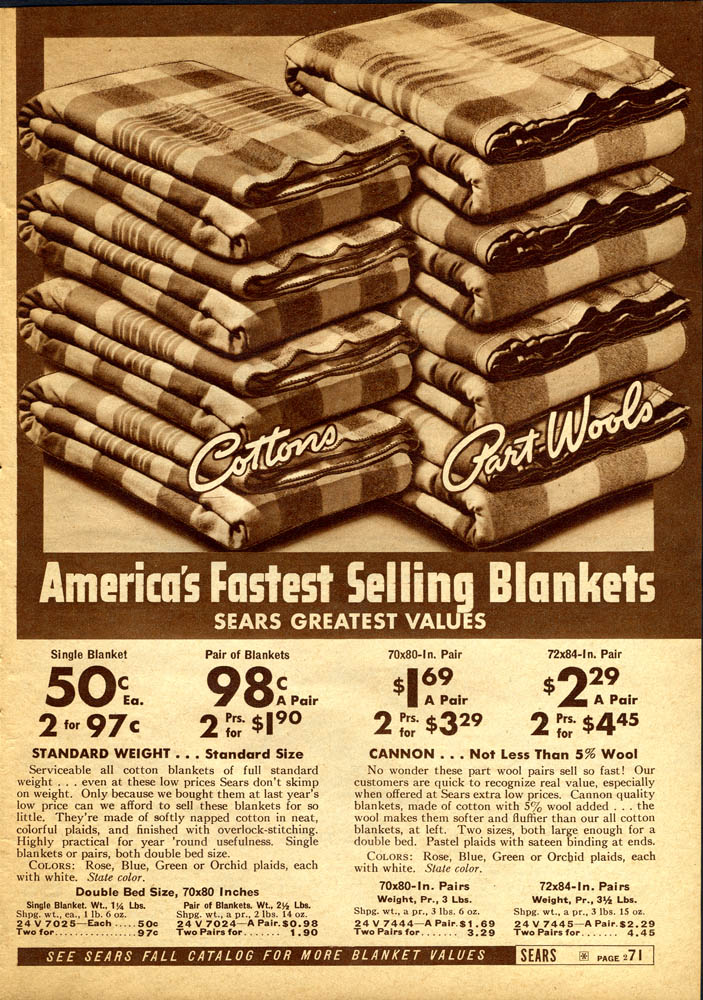 Cottons
Part-Wools
America's Fastest Selling Blankets
SEARS GREATEST VALUES
Single Blanket
50c Ea.
2 for 97c
Pair of Blankets
98c A Pair
2 Prs. for $1 90
STANDARD WEIGHT . . . Standard Size
Serviceable all cotton blankets of full standard
weight . . . even at these low prices Sears don't skimp
on weight. Only because we bought them at last year's
low price can we afford to sell these blankets for so
little. They're made of softly napped cotton in neat,
colorful plaids, and finished with overlock-stitching.
Highly practical for year 'round usefulness. Single
blankets or pairs, both double bed size.
COLORS: Rose, Blue, Green or Orchid plaids, each
with white. State color.
Double Bed Size, 70x80 Inches
Single Blanket. Wt., 1¼ Lbs.
Shpg. wt., ea., 1 lb. 6 oz.
24 V 7025—Each .....50c
Two for...............97c
Pair of Blankets. Wt., 2½ Lbs.
Shpg. wt., a pr., 2 lbs. 14 oz.
24 V 7024—A Pair.$0.98
Two Pairs for....... 1.90
70x80-In. Pair
$1 69 A Pair
2 Prs. for $3 29
72x84-In. Pair
$2 29 A Pair
2 Prs. for $4 45
CANNON . . . Not Less Than 5% Wool
No wonder these part wool pairs sell so fast! Our
customers are quick to recognize real value, especially
when offered at Sears extra low prices. Cannon quality
blankets, made of cotton with 5% wool added . . . the
wool makes them softer and fluffier than our all cotton
blankets, at left. Two sizes, both large enough for a
double bed. Pastel plaids with sateen binding at ends.
COLORS: Rose, Blue, Green or Orchid plaids, each
with white. State color.
70x80-In. Pairs
Weight, Pr., 3 Lbs.
Shpg. wt., a pr., 3 lbs. 6 oz.
24 V 7444—A Pair.$1.69
Two Pairs for....... 3.29
72x84-In. Pairs
Weight, Pr., 3½ Lbs.
Shpg. wt., a pr., 3 lbs. 15 oz.
24 V 7445—A Pair.$2.29
Two Pairs for....... 4.45
SEE SEARS FALL CATALOG FOR MORE BLANKET VALUES
SEARS PAGE 271